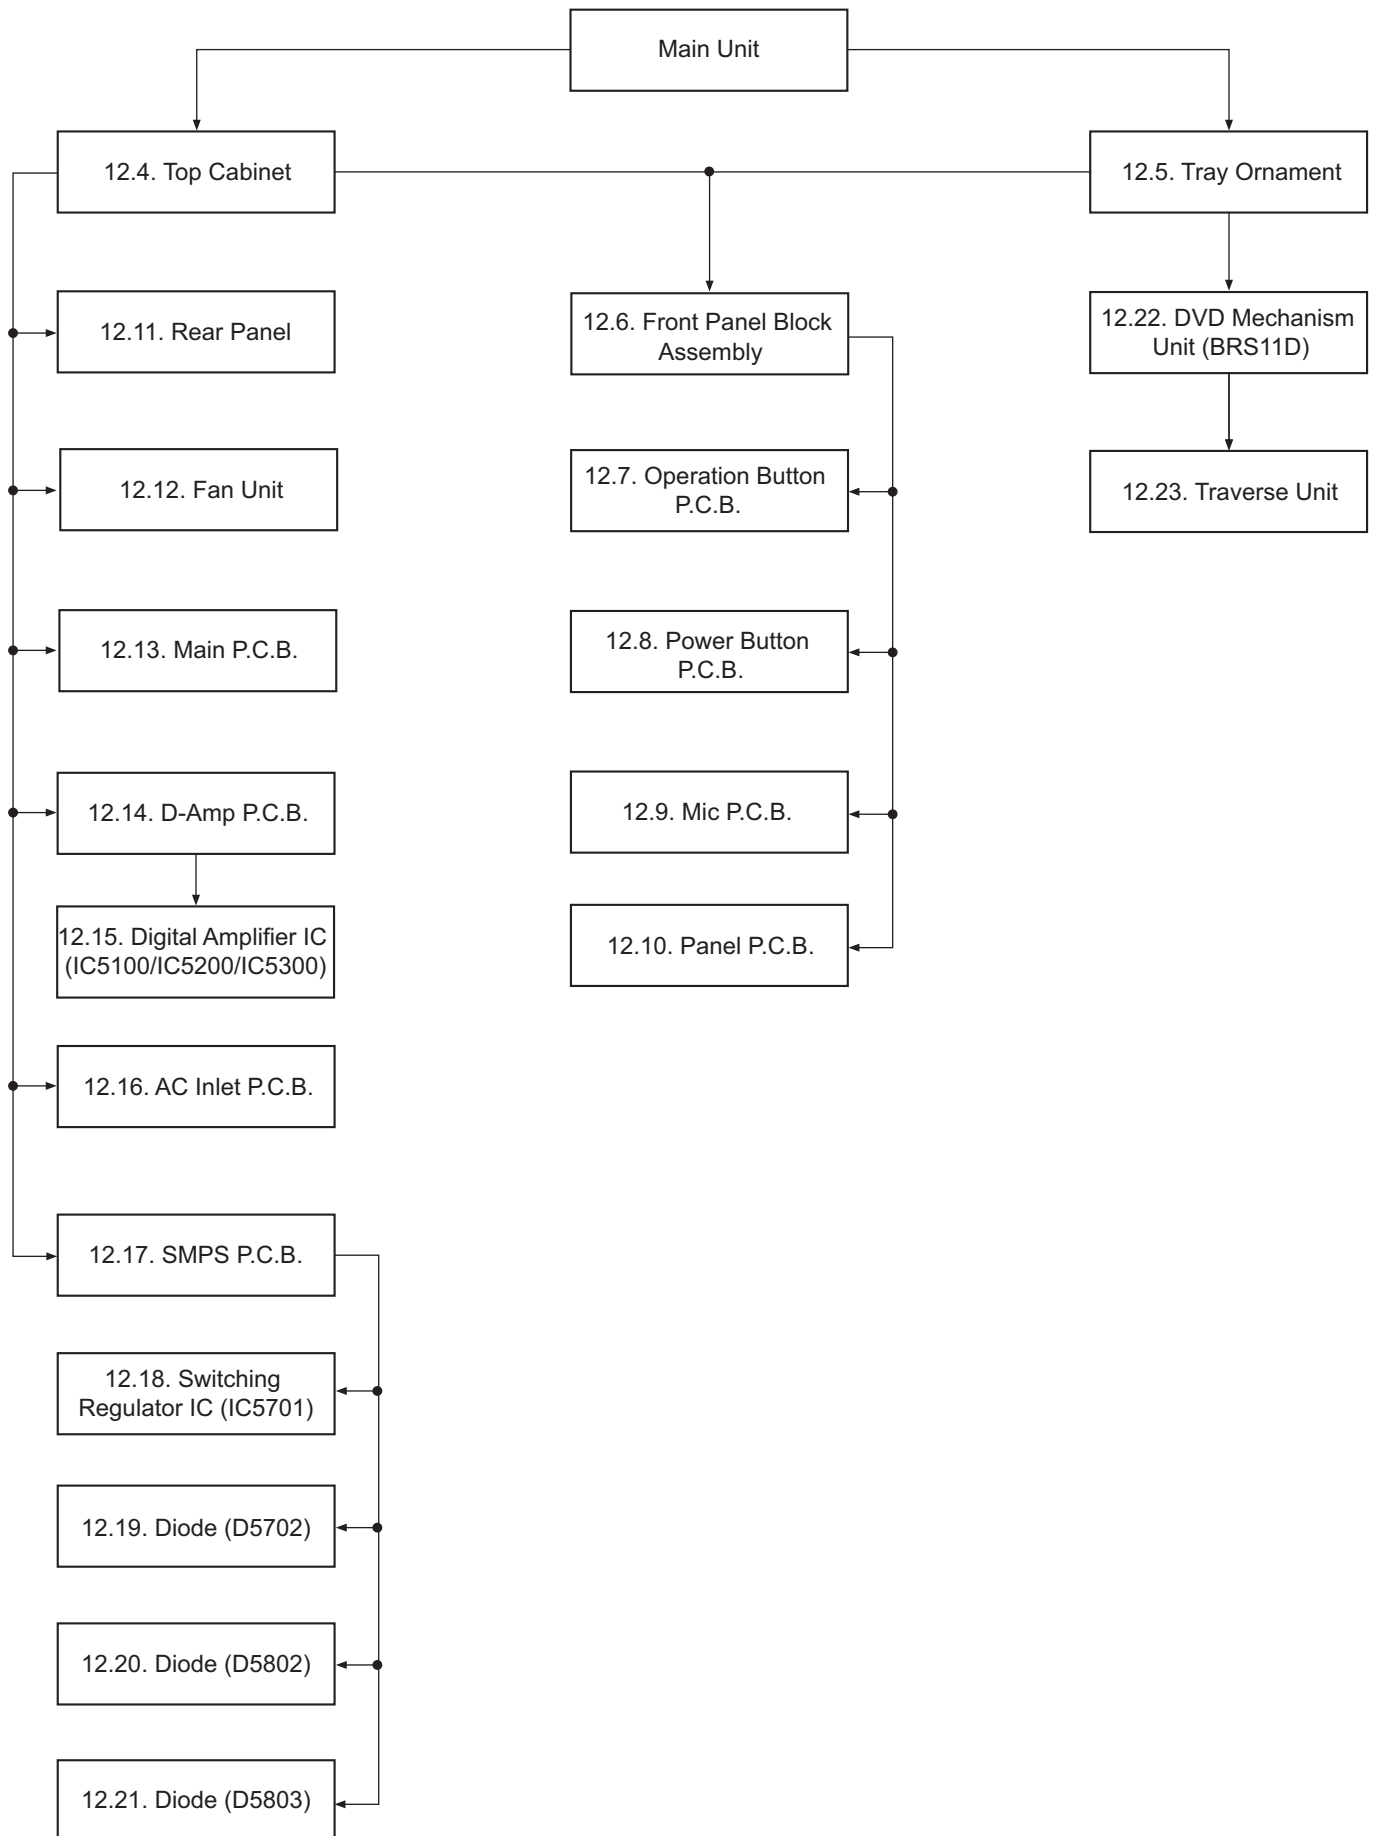 Main Unit
12.4. Top Cabinet
12.5. Tray Ornament
12.11. Rear Panel
12.6. Front Panel Block
Assembly
12.22. DVD Mechanism
Unit (BRS11D)
12.12. Fan Unit
12.7. Operation Button
P.C.B.
12.23. Traverse Unit
12.13. Main P.C.B.
12.8. Power Button
P.C.B.
12.14. D-Amp P.C.B.
12.9. Mic P.C.B.
12.15. Digital Amplifier IC
(IC5100/IC5200/IC5300)
12.10. Panel P.C.B.
12.16. AC Inlet P.C.B.
12.17. SMPS P.C.B.
12.18. Switching
Regulator IC (IC5701)
12.19. Diode (D5702)
12.20. Diode (D5802)
12.21. Diode (D5803)